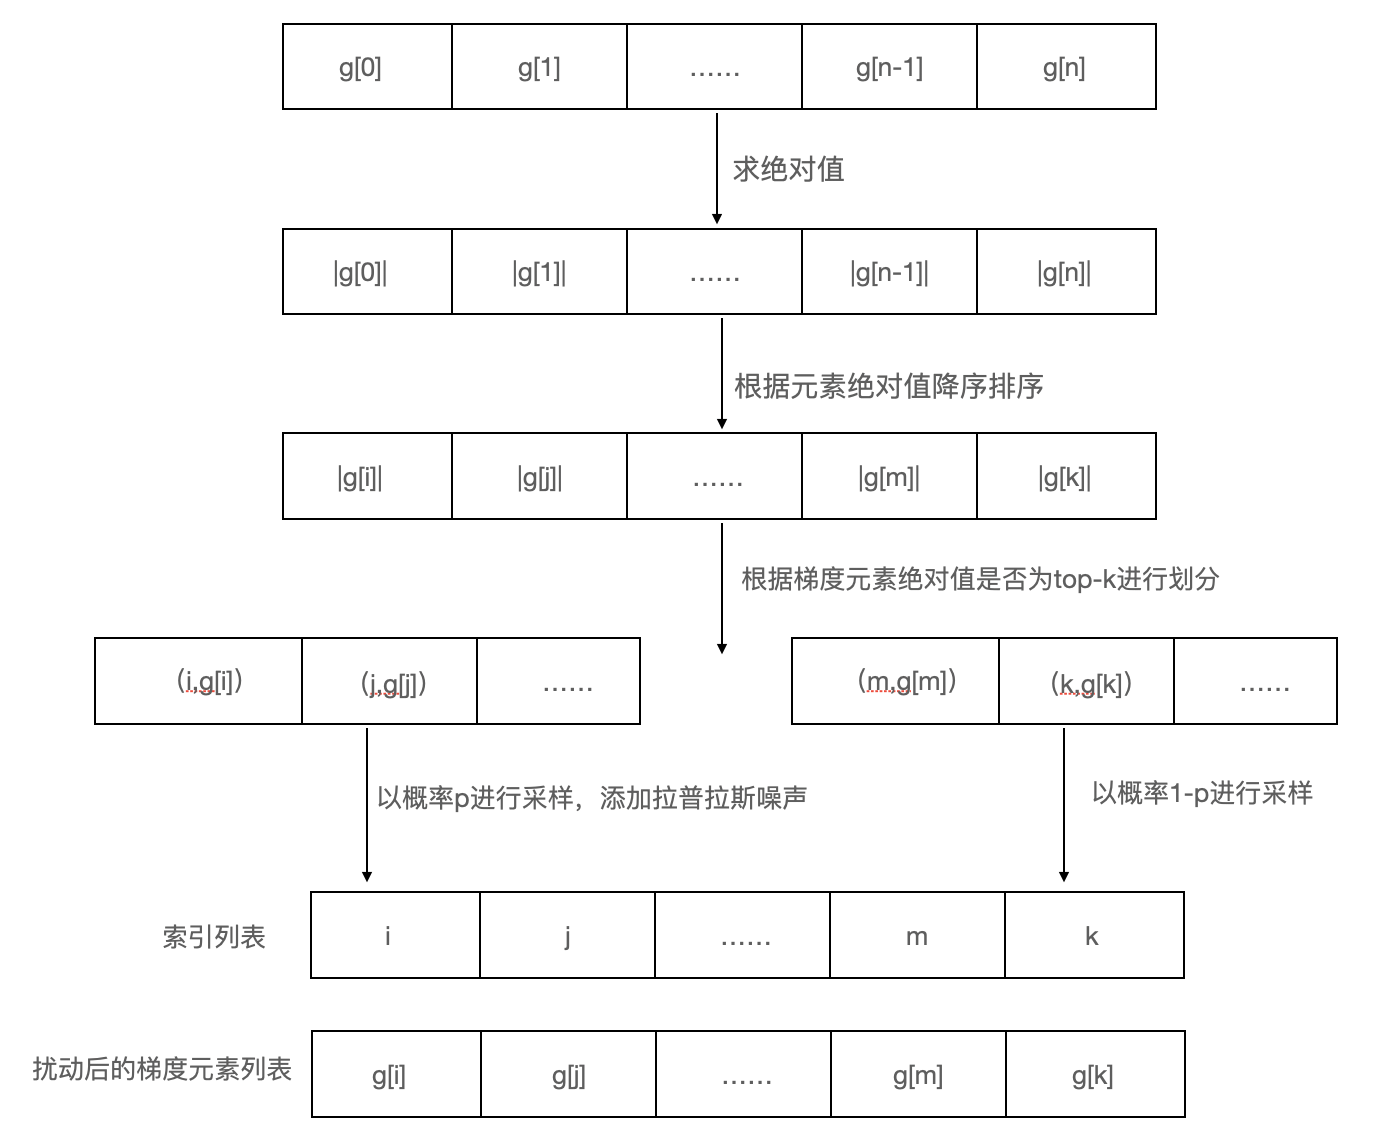 g[0] g[1] …… g[n-1] g[n]
求绝对值
|g[0]| |g[1]| …… |g[n-1]| |g[n]|
根据元素绝对值降序排序
|g[i]| |g[j]| …… |g[m]| |g[k]|
根据梯度元素绝对值是否为top-k进行划分
（i,g[i]） （j,g[j]） …… （m,g[m]） （k,g[k]） ……
以概率p进行采样，添加拉普拉斯噪声 以概率1-p进行采样
索引列表 i j …… m k
扰动后的梯度元素列表 g[i] g[j] …… g[m] g[k]